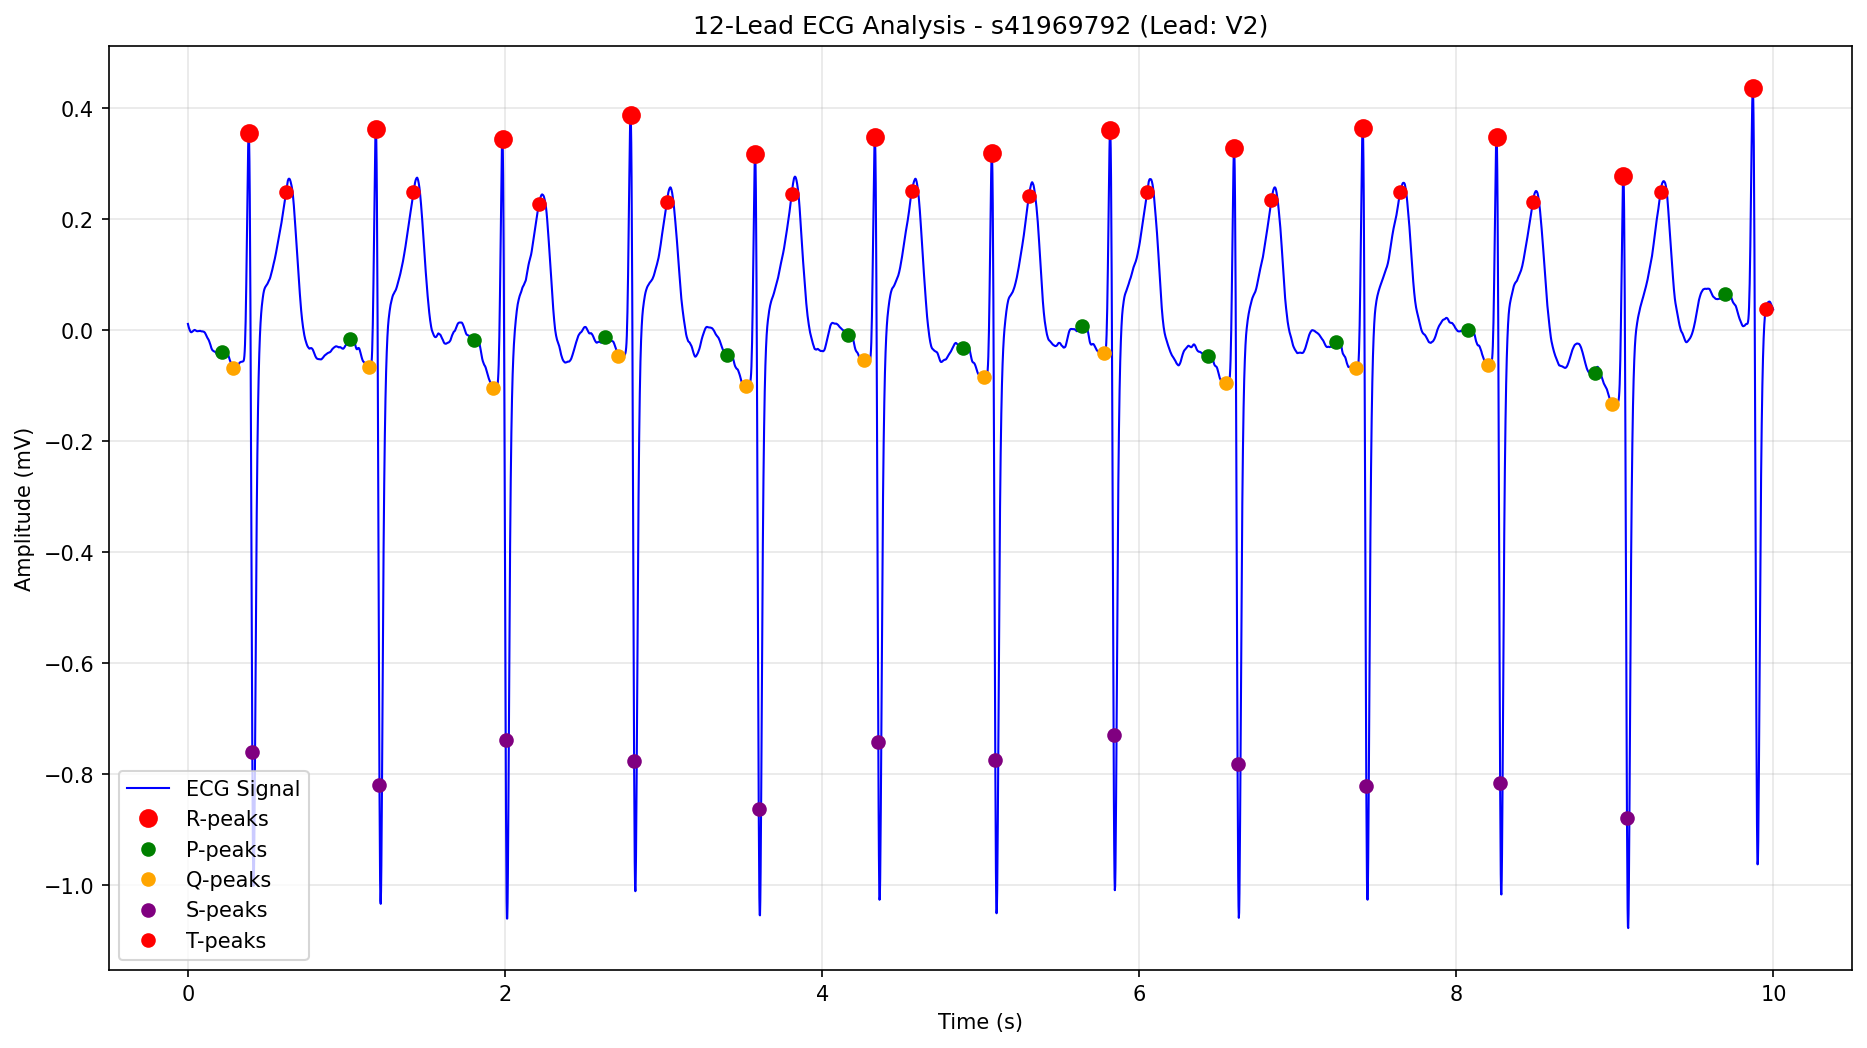 12-Lead ECG Analysis - s41969792 (Lead: V2)
0.4
0.2
0.0
−0.2
−0.4
−0.6
−0.8
−1.0
Amplitude (mV)
ECG Signal
R-peaks
P-peaks
Q-peaks
S-peaks
T-peaks
0 2 4 6 8 10
Time (s)